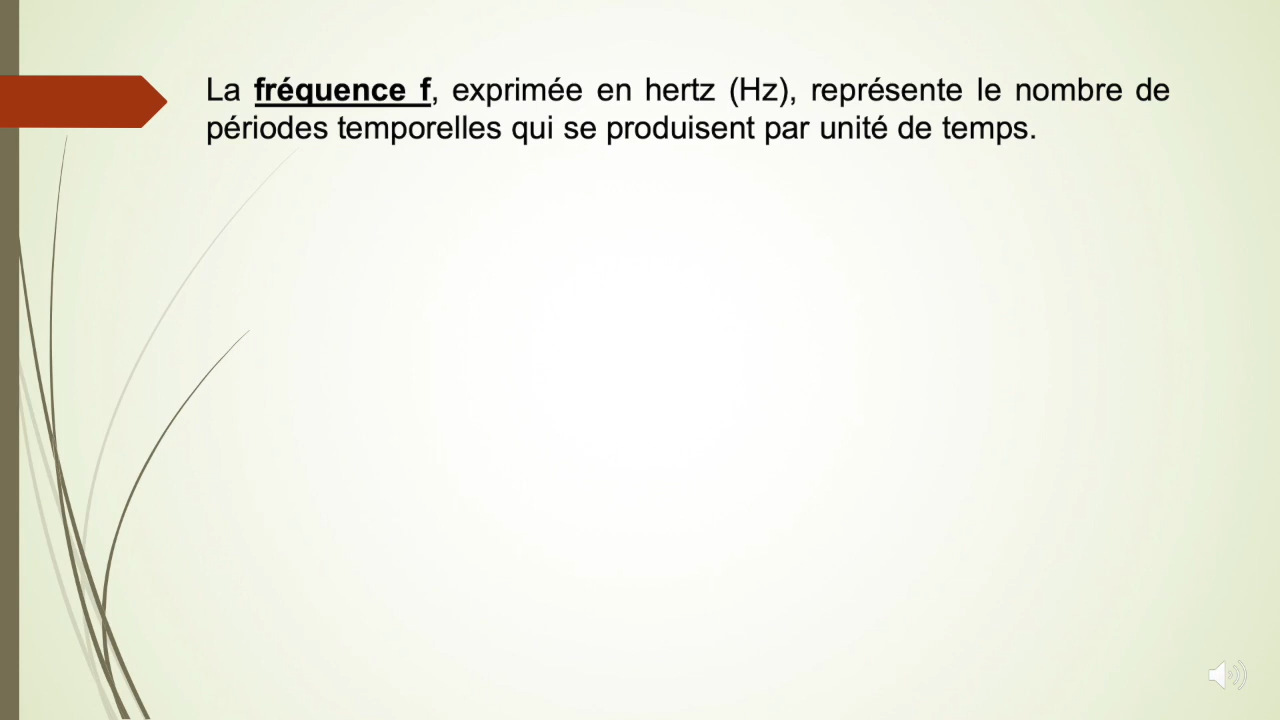 La fréquence f, exprimée en hertz (Hz), représente le nombre de
périodes temporelles qui se produisent par unité de temps.